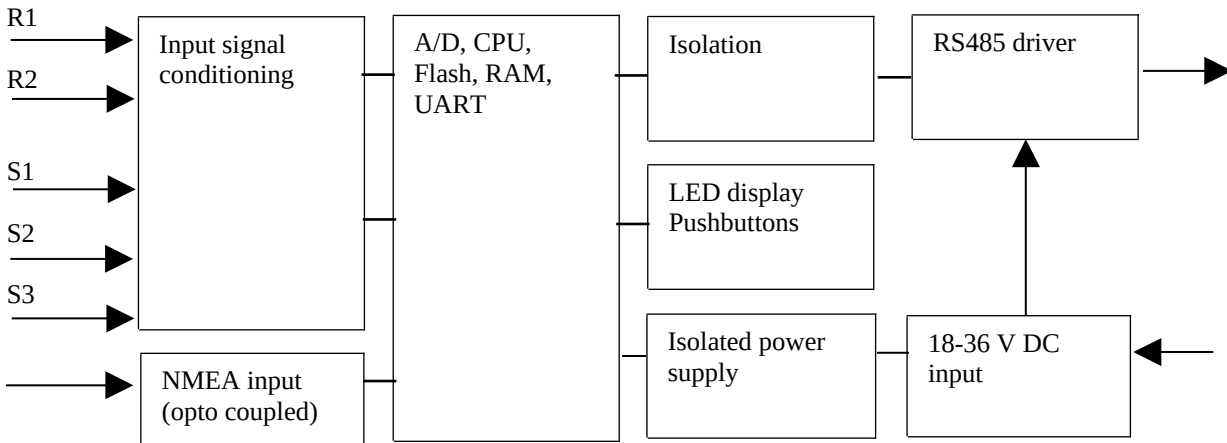 R1
R2
S1
S2
S3
Input signal
conditioning
NMEA input
(opto coupled)
A/D, CPU,
Flash, RAM,
UART
Isolation
LED display
Pushbuttons
Isolated power
supply
RS485 driver
18-36 V DC
input